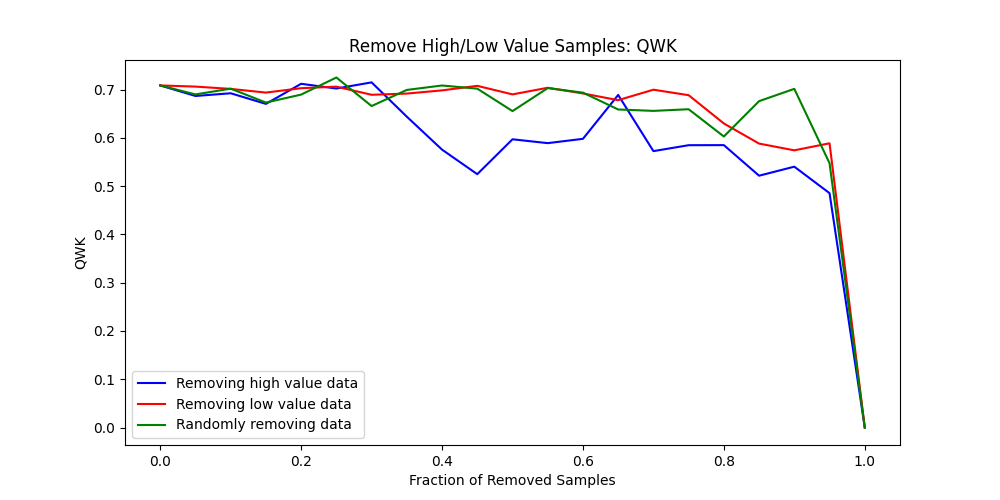 Remove High/Low Value Samples: QWK
QWK
0.7
0.6
0.5
0.4
0.3
0.2
0.1
0.0
Removing high value data
Removing low value data
Randomly removing data
0.0 0.2 0.4 0.6 0.8 1.0
Fraction of Removed Samples